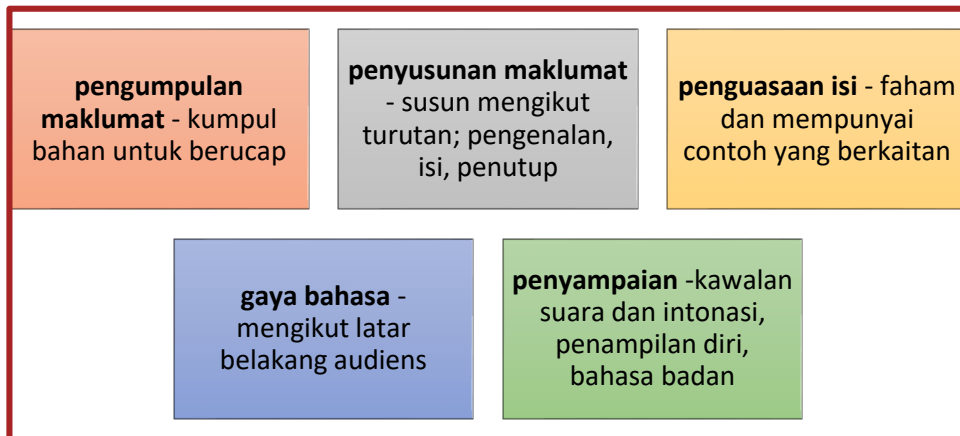 pengumpulan
maklumat - kumpul
bahan untuk berucap
penyusunan maklumat
- susun mengikut
turutan; pengenalan,
isi, penutup
penguasaan isi - faham
dan mempunyai
contoh yang berkaitan
gaya bahasa -
mengikut latar
belakang audiens
penyampaian -kawalan
suara dan intonasi,
penampilan diri,
bahasa badan